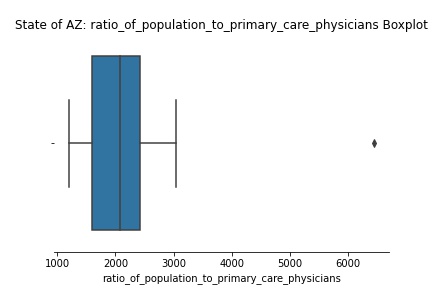 State of AZ: ratio_of_population_to_primary_care_physicians Boxplot
1000 2000 3000 4000 5000 6000
ratio_of_population_to_primary_care_physicians